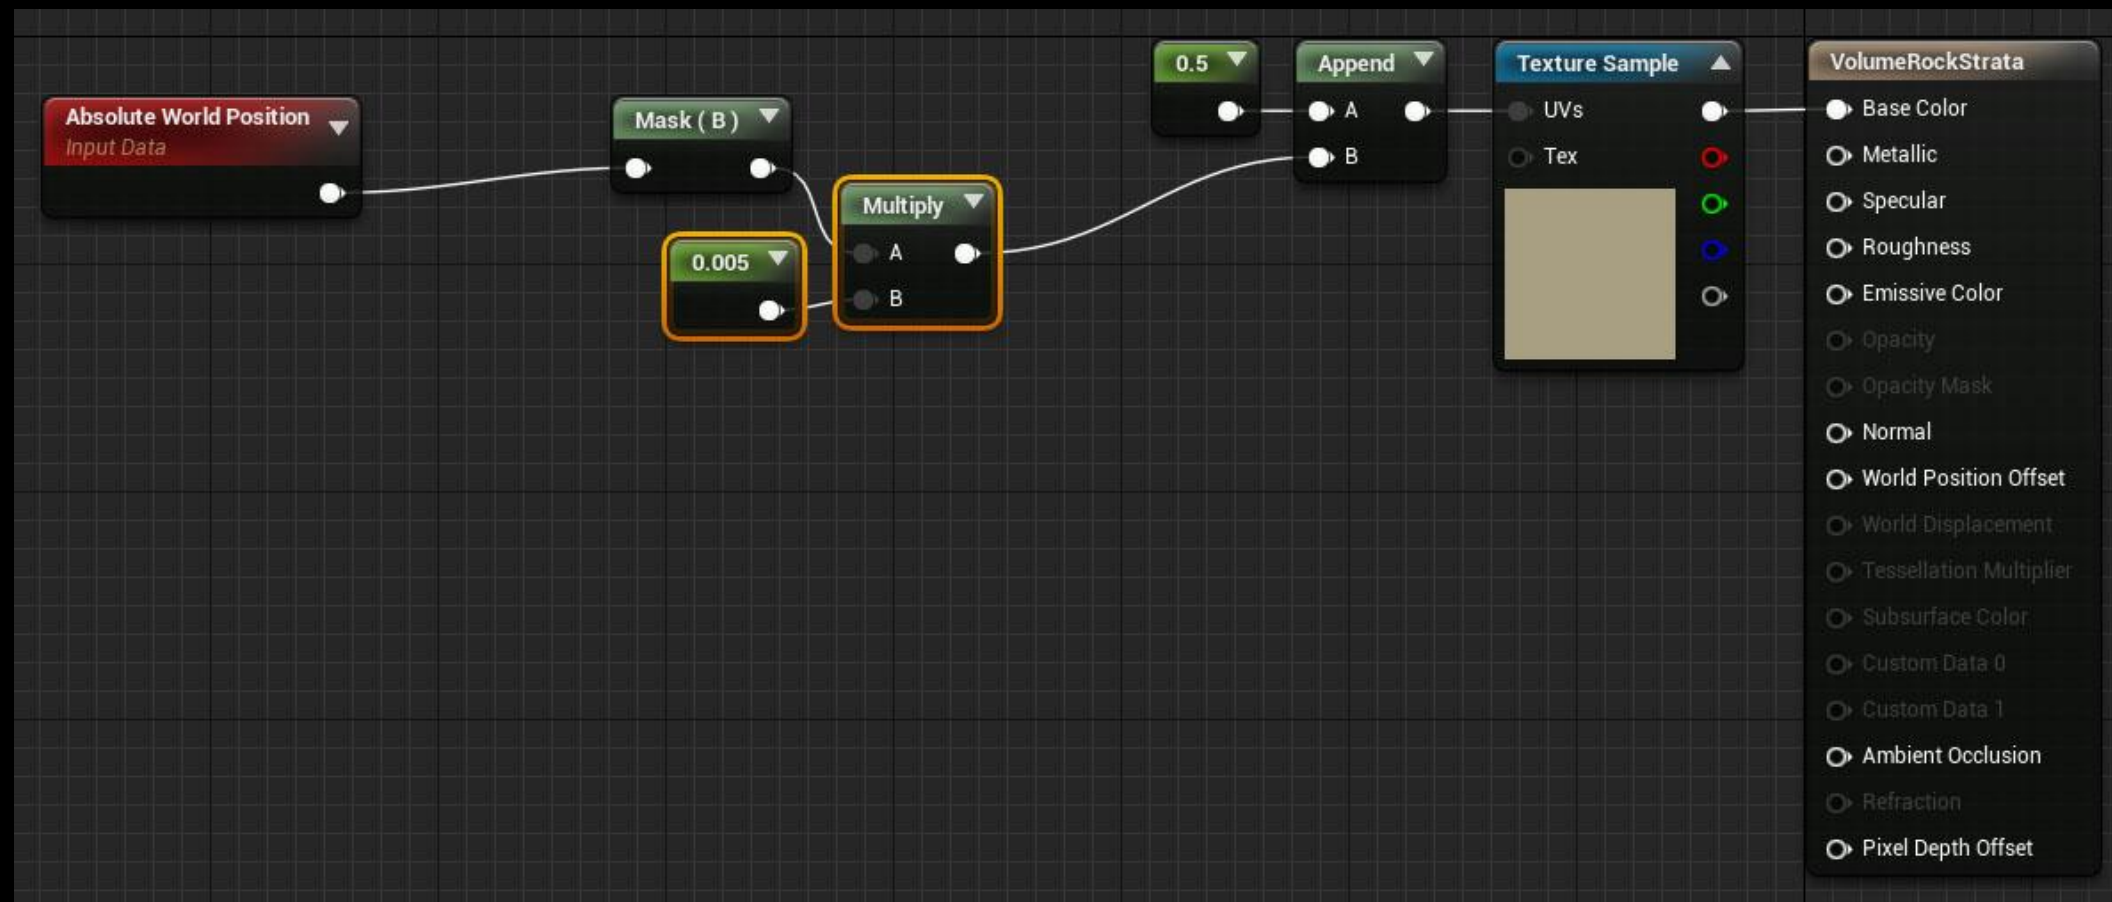 Absolute World Position
Input Data
Mask ( B )
0.005
Multiply
A
B
0.5
Append
A
B
Texture Sample
UVs
Tex
VolumeRockStrata
Base Color
Metallic
Specular
Roughness
Emissive Color
Opacity
Opacity Mask
Normal
World Position Offset
World Displacement
Tessellation Multiplier
Subsurface Color
Custom Data 0
Custom Data 1
Ambient Occlusion
Refraction
Pixel Depth Offset